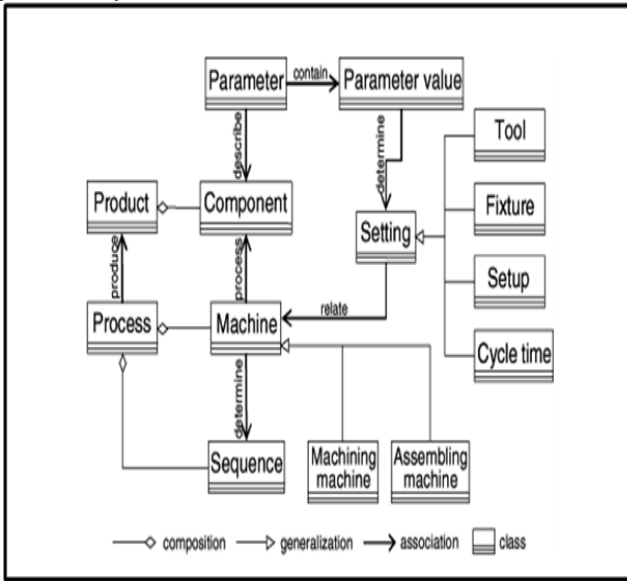 Parameter
contain
Parameter value
describe
determine
Tool
Product
Component
Setting
Fixture
produce
process
relate
Setup
Process
Machine
Cycle time
determine
Sequence
Machining
machine
Assembling
machine
composition
generalization
association
class